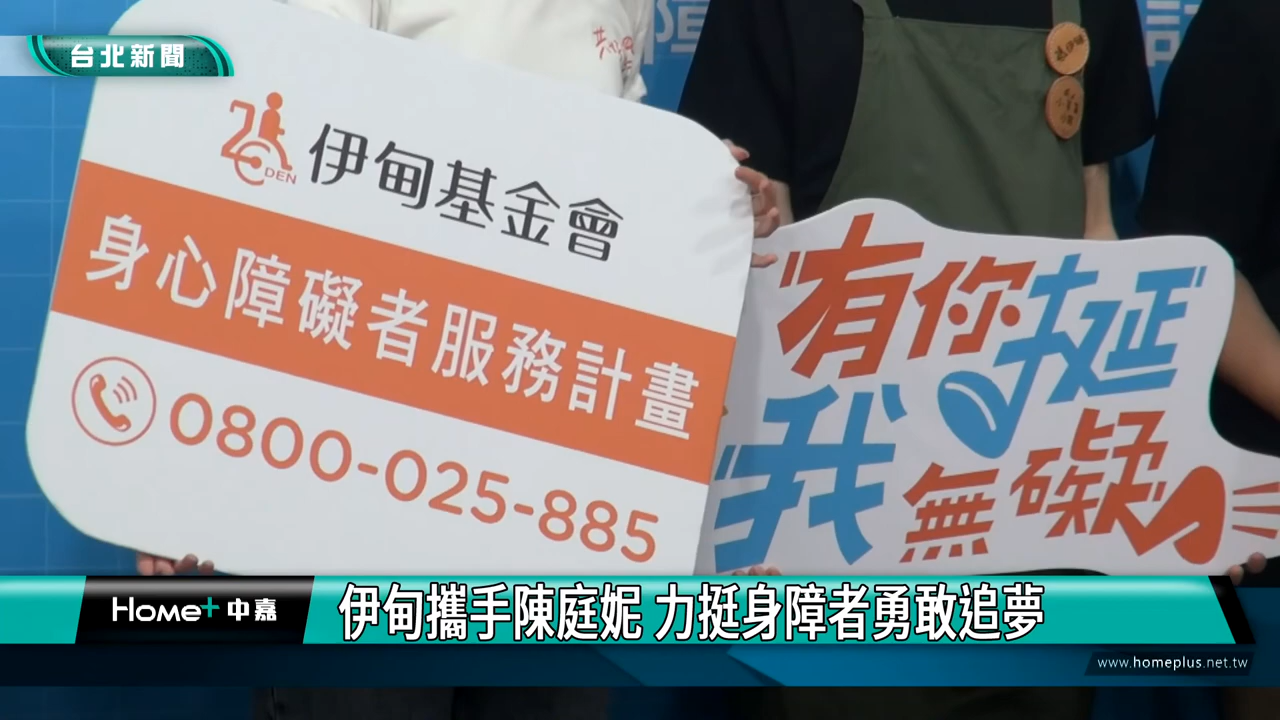 台北新聞
EDEN
伊甸基金會
身心障礙者服務計畫
0800-025-885
有你挺
我無礙
Home+ 中嘉
伊甸攜手陳庭妮 力挺身障者勇敢追夢
www.homeplus.net.tw